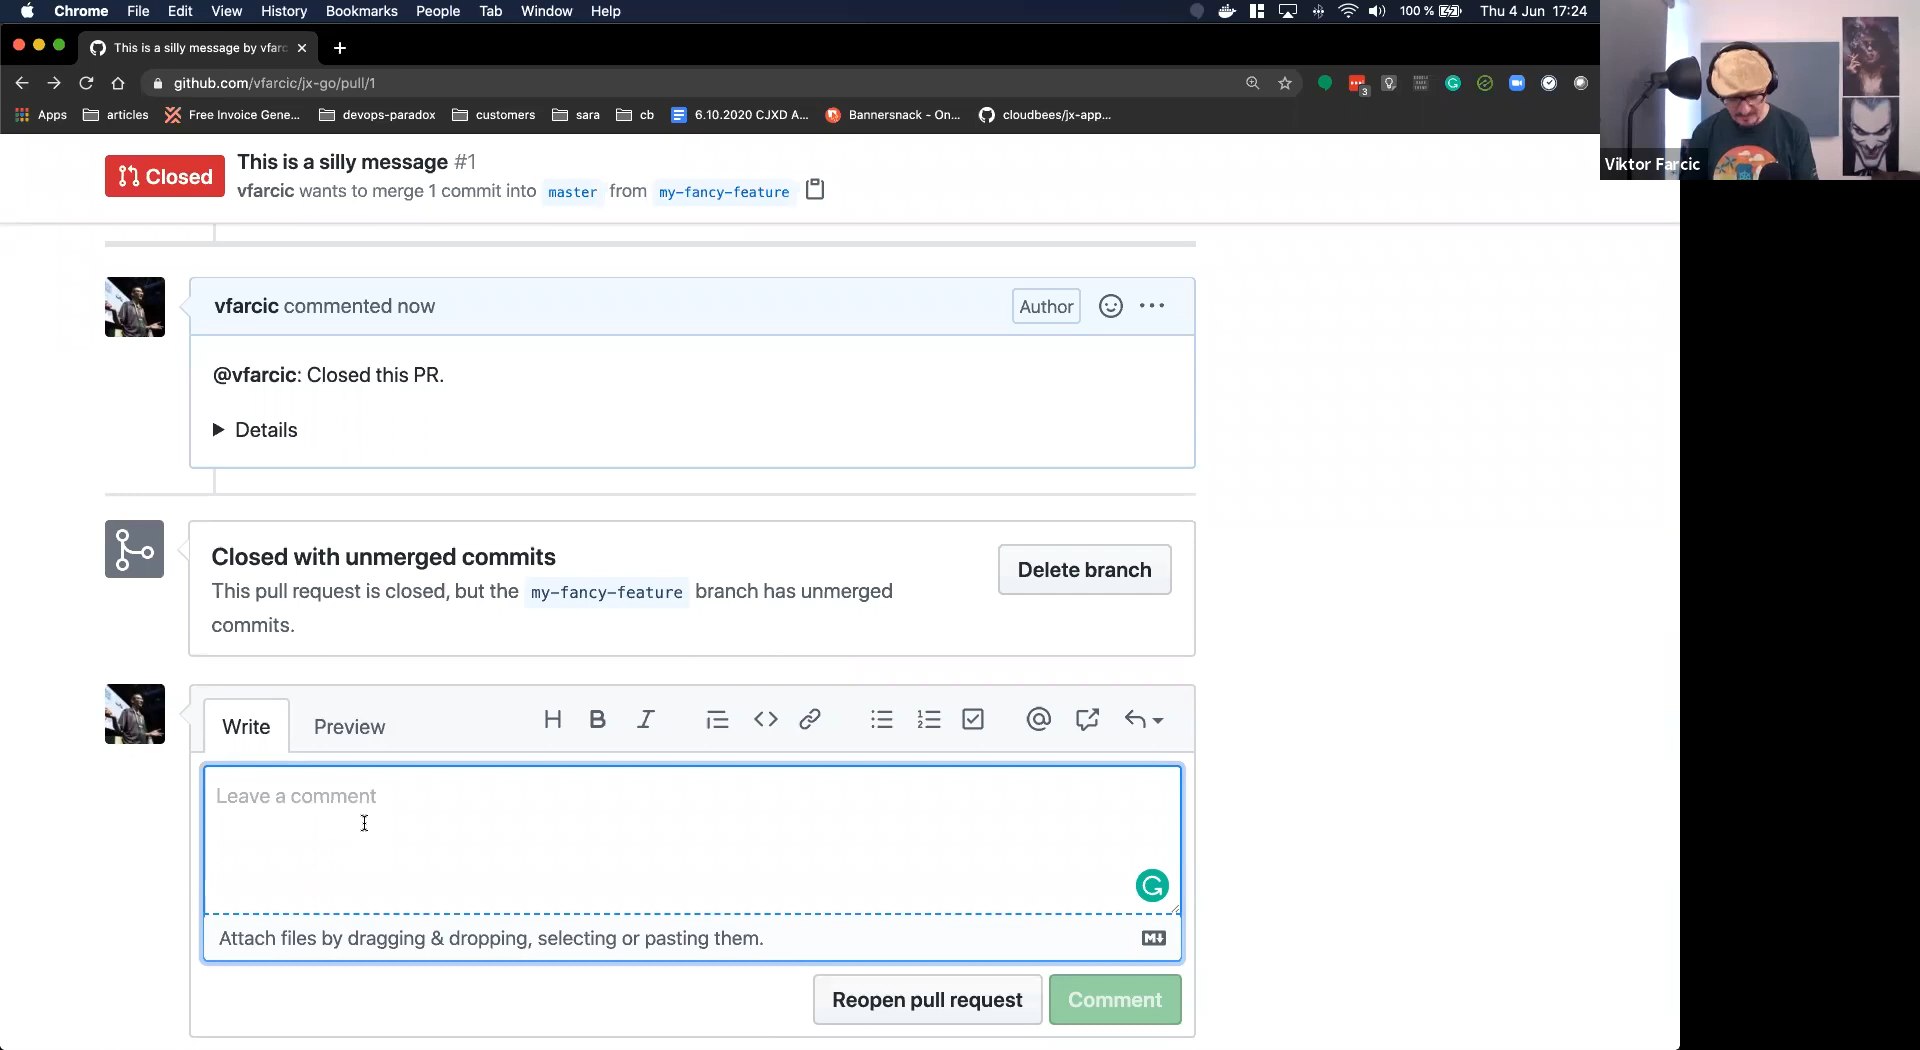 Chrome File Edit View History Bookmarks People Tab Window Help 100 % Thu 4 Jun 17:24
This is a silly message by vfarc
github.com/vfarcic/jx-go/pull/1
3
Apps articles Free Invoice Gene... devops-paradox customers sara cb 6.10.2020 CJXD A... Bannersnack - On... cloudbees/jx-app...
Viktor Farcic
Closed
This is a silly message #1
vfarcic wants to merge 1 commit into master from my-fancy-feature
vfarcic commented now
Author
@vfarcic: Closed this PR.
Details
Closed with unmerged commits
This pull request is closed, but the my-fancy-feature branch has unmerged
commits.
Delete branch
Write Preview
Leave a comment
Attach files by dragging & dropping, selecting or pasting them.
Reopen pull request Comment